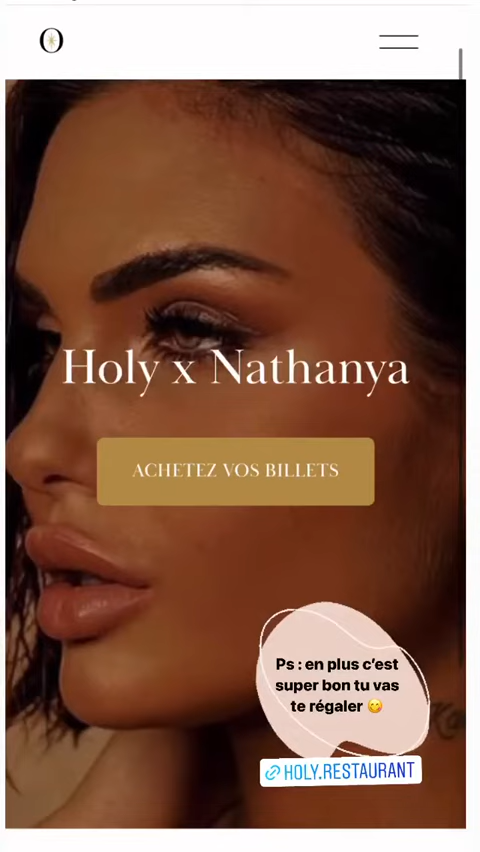 O
Holy x Nathanya
ACHETEZ VOS BILLETS
Ps : en plus c'est
super bon tu vas
te régaler 😋
HOLY.RESTAURANT